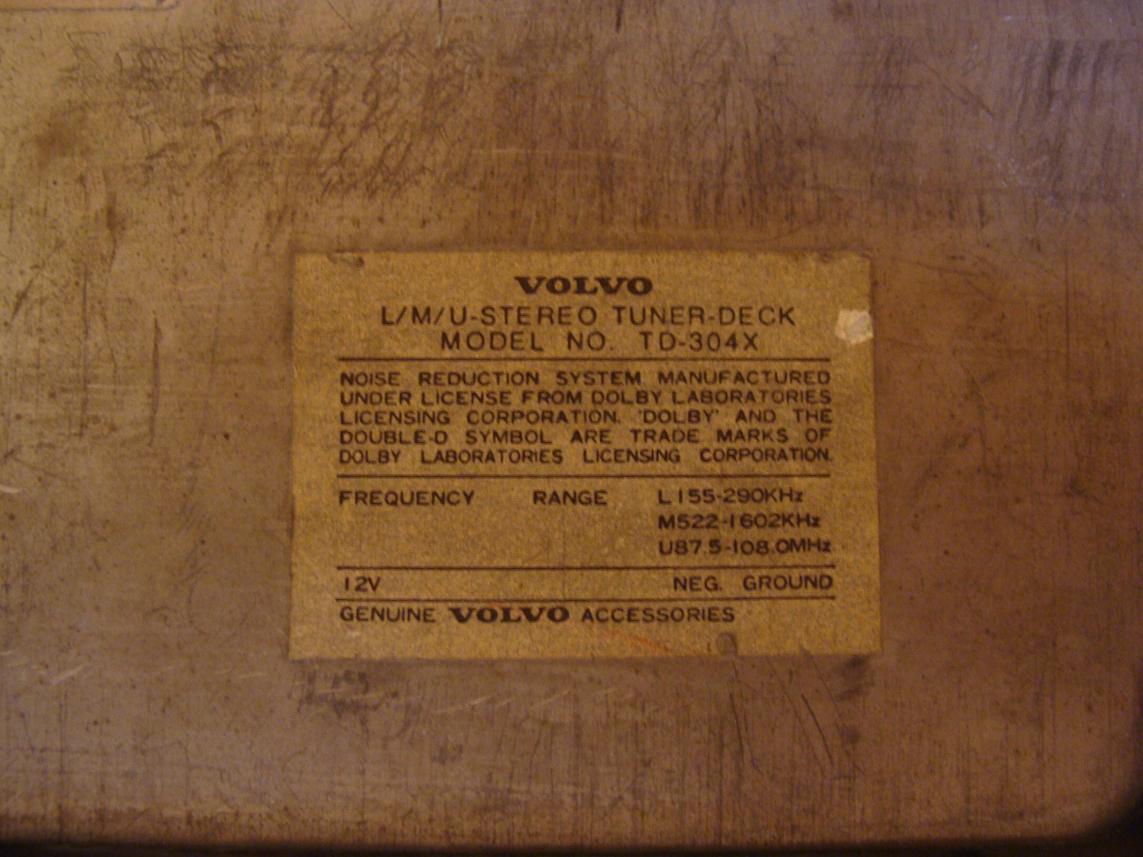 VOLVO
L/M/U-STEREO TUNER-DECK
MODEL NO. TD-304X
NOISE REDUCTION SYSTEM MANUFACTURED
UNDER LICENSE FROM DOLBY LABORATORIES
LICENSING CORPORATION. 'DOLBY' AND THE
DOUBLE-D SYMBOL ARE TRADE MARKS OF
DOLBY LABORATORIES LICENSING CORPORATION.
FREQUENCY RANGE L155-290KHz
M522-1602KHz
U87.5-108.0MHz
12V NEG. GROUND
GENUINE VOLVO ACCESSORIES